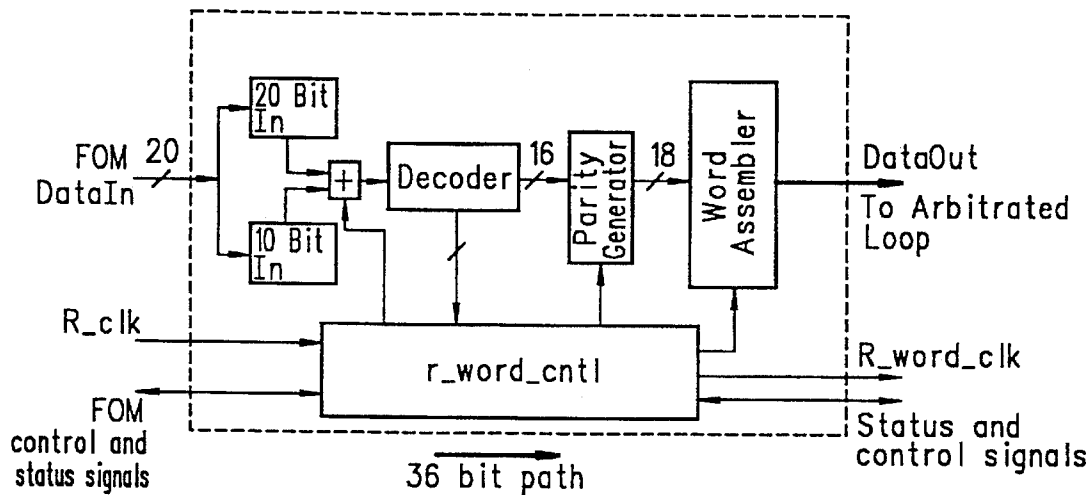 20 Bit
In
FOM 20
DataIn
+
Decoder
16
Parity
Generator
18
Word
Assembler
DataOut
To Arbitrated
Loop
10 Bit
In
R_clk
r_word_cntl
R_word_clk
FOM
control and
status signals
Status and
control signals
36 bit path